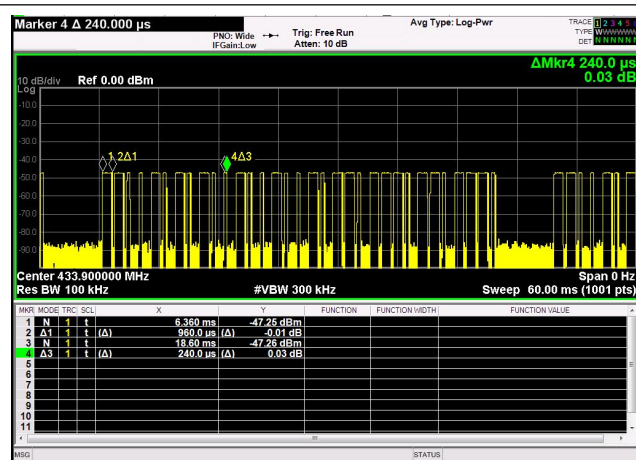 Marker 4 Δ 240.000 µs
PNO: Wide
IFGain:Low
Trig: Free Run
Atten: 10 dB
Avg Type: Log-Pwr
TRACE 1 2 3 4 5
TYPE WWWWWW
DET N N N N N N
ΔMkr4 240.0 µs
0.03 dB
10 dB/div Ref 0.00 dBm
Log
-10.0
-20.0
-30.0
-40.0
-50.0
-60.0
-70.0
-80.0
-90.0
1 2Δ1
4Δ3
Center 433.900000 MHz
Span 0 Hz
Res BW 100 kHz
#VBW 300 kHz
Sweep 60.00 ms (1001 pts)
MKR MODE TRC SCL X Y FUNCTION FUNCTION WIDTH FUNCTION VALUE
1 N 1 t 6.360 ms -47.25 dBm
2 Δ1 1 t (Δ) 960.0 µs (Δ) -0.01 dB
3 N 1 t 18.60 ms -47.26 dBm
4 Δ3 1 t (Δ) 240.0 µs (Δ) 0.03 dB
5
6
7
8
9
10
11
MSG
STATUS